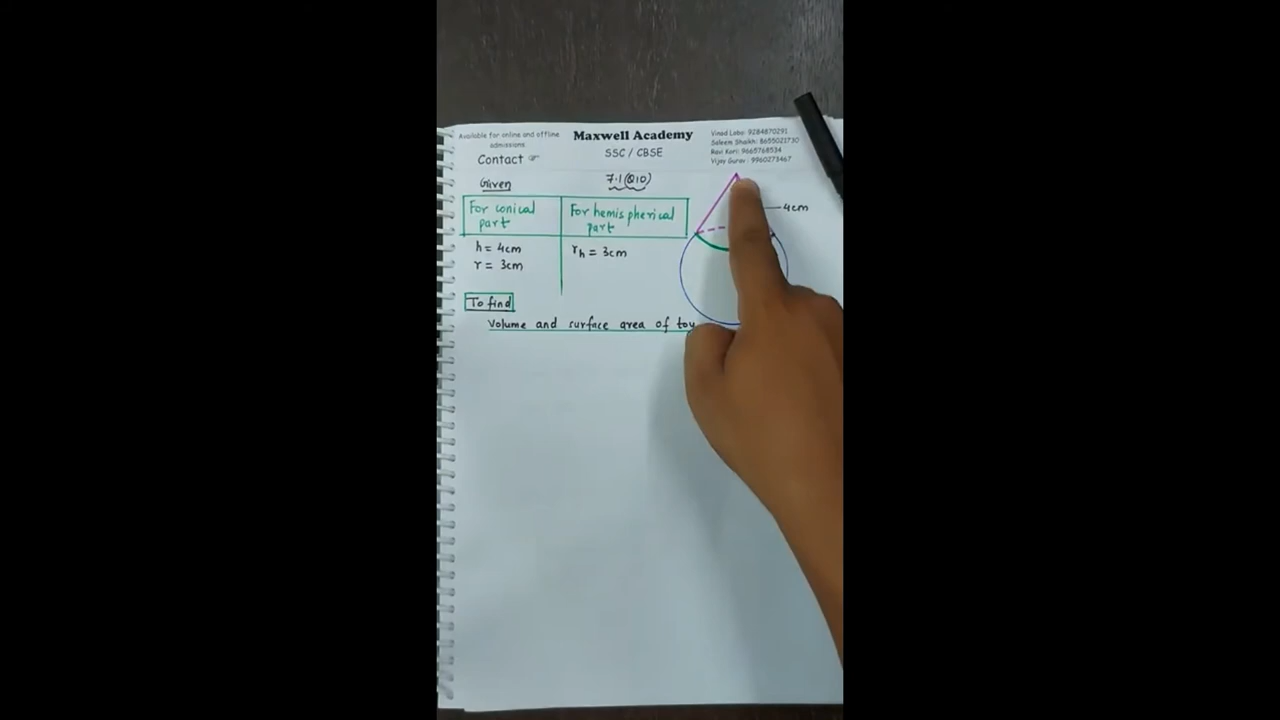 Available for online and offline
admissions
Contact ☞
Maxwell Academy
SSC / CBSE
Vinod Lobo: 9284870291
Saleem Shaikh: 8655021730
Ravi Kori: 9665768534
Vijay Gurav : 9960273467
Given
7.1 (Q10)
For conical
part
For hemispherical
part
h = 4cm
r = 3cm
rh = 3cm
4cm
To find
Volume and surface area of toy